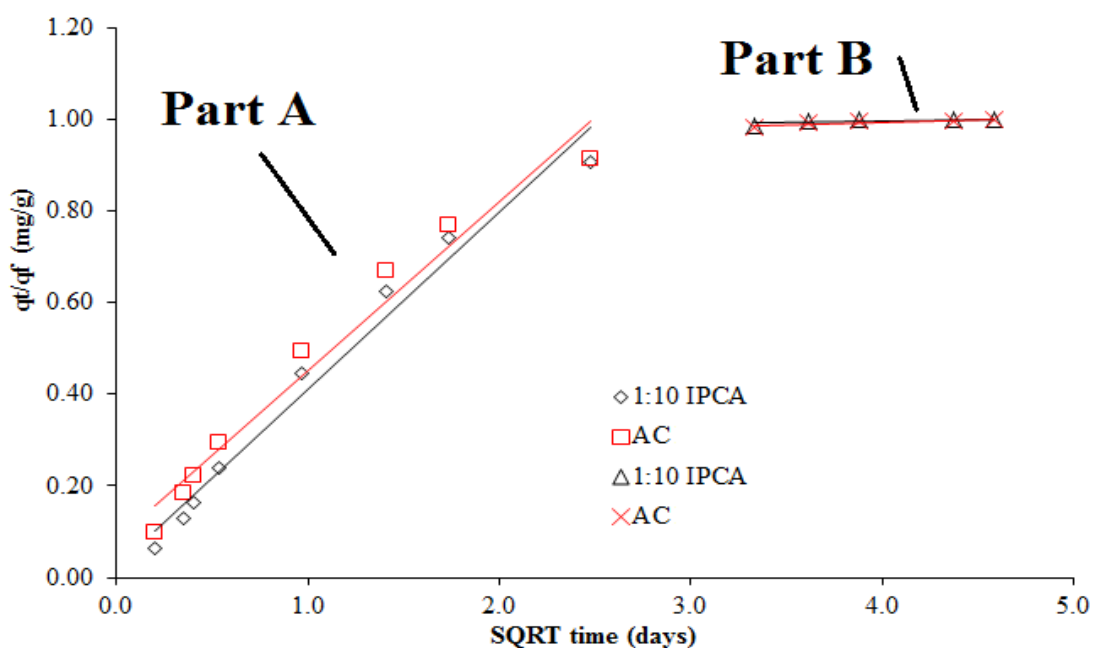 1.20
1.00
0.80
0.60
0.40
0.20
0.00
qt/qf (mg/g)
Part A
Part B
1:10 IPCA
AC
1:10 IPCA
AC
0.0 1.0 2.0 3.0 4.0 5.0
SQRT time (days)